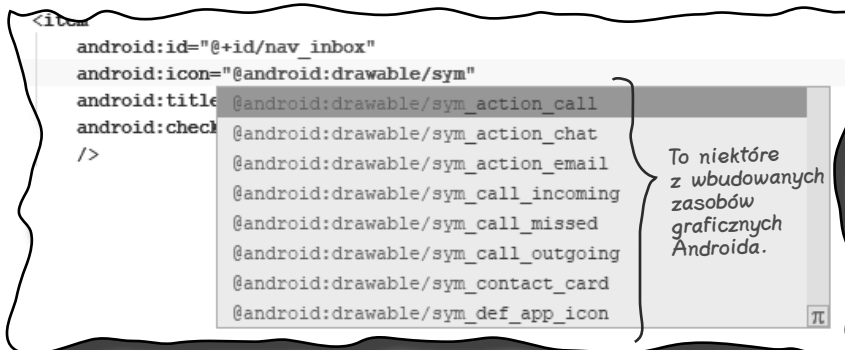 <item
android:id="@+id/nav_inbox"
android:icon="@android:drawable/sym"
android:title
android:check
/>
@android:drawable/sym_action_call
@android:drawable/sym_action_chat
@android:drawable/sym_action_email
@android:drawable/sym_call_incoming
@android:drawable/sym_call_missed
@android:drawable/sym_call_outgoing
@android:drawable/sym_contact_card
@android:drawable/sym_def_app_icon
π
To niektóre
z wbudowanych
zasobów
graficznych
Androida.